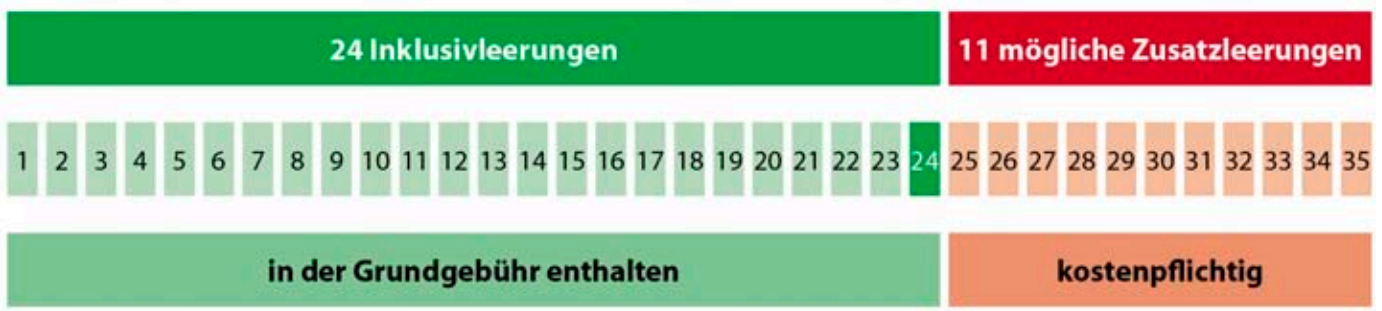 24 Inklusivleerungen 11 mögliche Zusatzleerungen
1 2 3 4 5 6 7 8 9 10 11 12 13 14 15 16 17 18 19 20 21 22 23 24 25 26 27 28 29 30 31 32 33 34 35
in der Grundgebühr enthalten kostenpflichtig